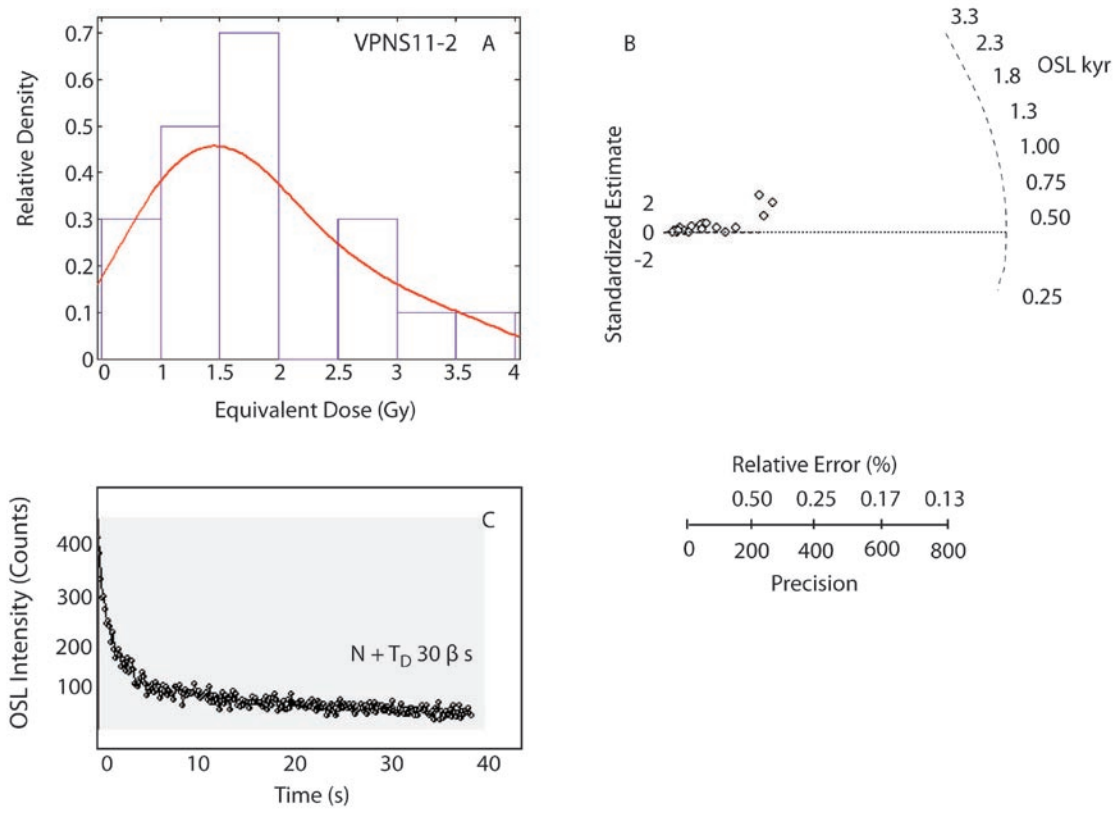 VPNS11-2 A
Relative Density
0.7
0.6
0.5
0.4
0.3
0.2
0.1
0
0 1 1.5 2 2.5 3 3.5 4
Equivalent Dose (Gy)
B
OSL kyr
3.3
2.3
1.8
1.3
1.00
0.75
0.50
0.25
Standardized Estimate
2
0
-2
Relative Error (%)
0.50 0.25 0.17 0.13
0 200 400 600 800
Precision
C
OSL Intensity (Counts)
400
300
200
100
N + TD 30 β s
0 10 20 30 40
Time (s)